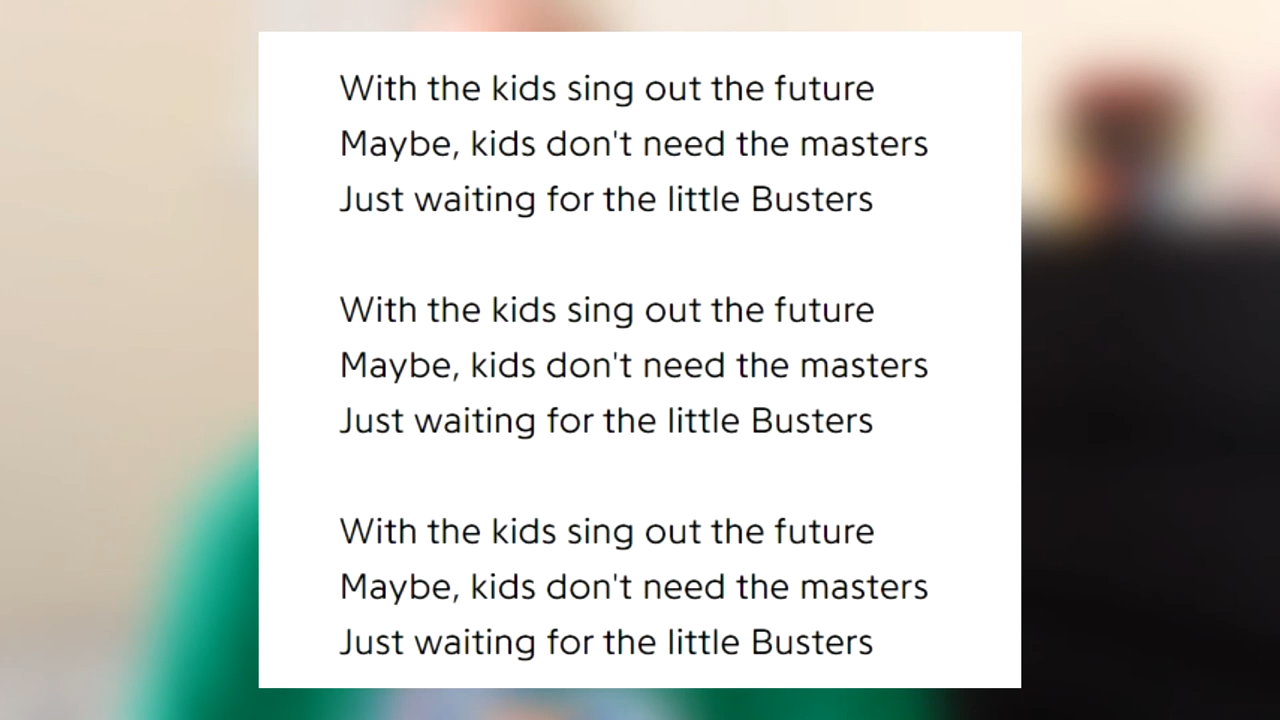 With the kids sing out the future
Maybe, kids don't need the masters
Just waiting for the little Busters
With the kids sing out the future
Maybe, kids don't need the masters
Just waiting for the little Busters
With the kids sing out the future
Maybe, kids don't need the masters
Just waiting for the little Busters